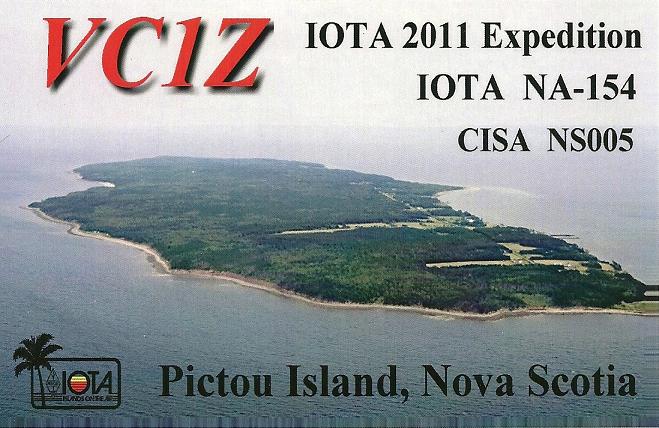 VC1Z
IOTA 2011 Expedition
IOTA NA-154
CISA NS005
IOTA
ISLANDS ON THE AIR
Pictou Island, Nova Scotia